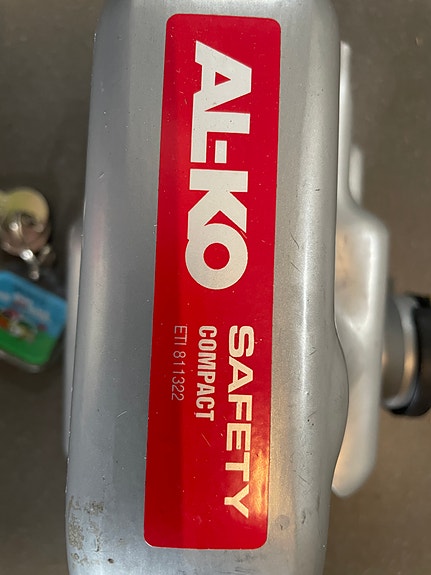 AL-KO
SAFETY
COMPACT
ETI 811322